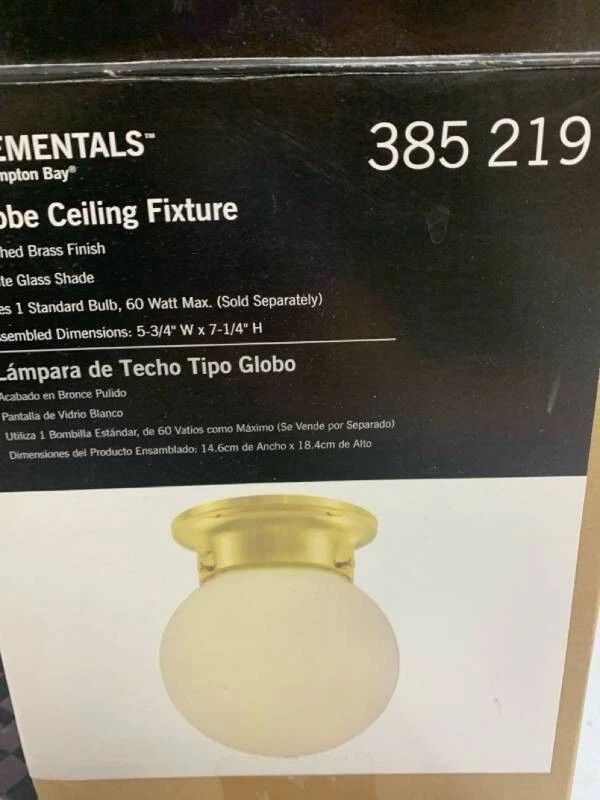 EMENTALS™
mpton Bay®
385 219
obe Ceiling Fixture
hed Brass Finish
te Glass Shade
es 1 Standard Bulb, 60 Watt Max. (Sold Separately)
sembled Dimensions: 5-3/4" W x 7-1/4" H
Lámpara de Techo Tipo Globo
Acabado en Bronce Pulido
Pantalla de Vidrio Blanco
Utiliza 1 Bombilla Estándar, de 60 Vatios como Máximo (Se Vende por Separado)
Dimensiones del Producto Ensamblado: 14.6cm de Ancho x 18.4cm de Alto